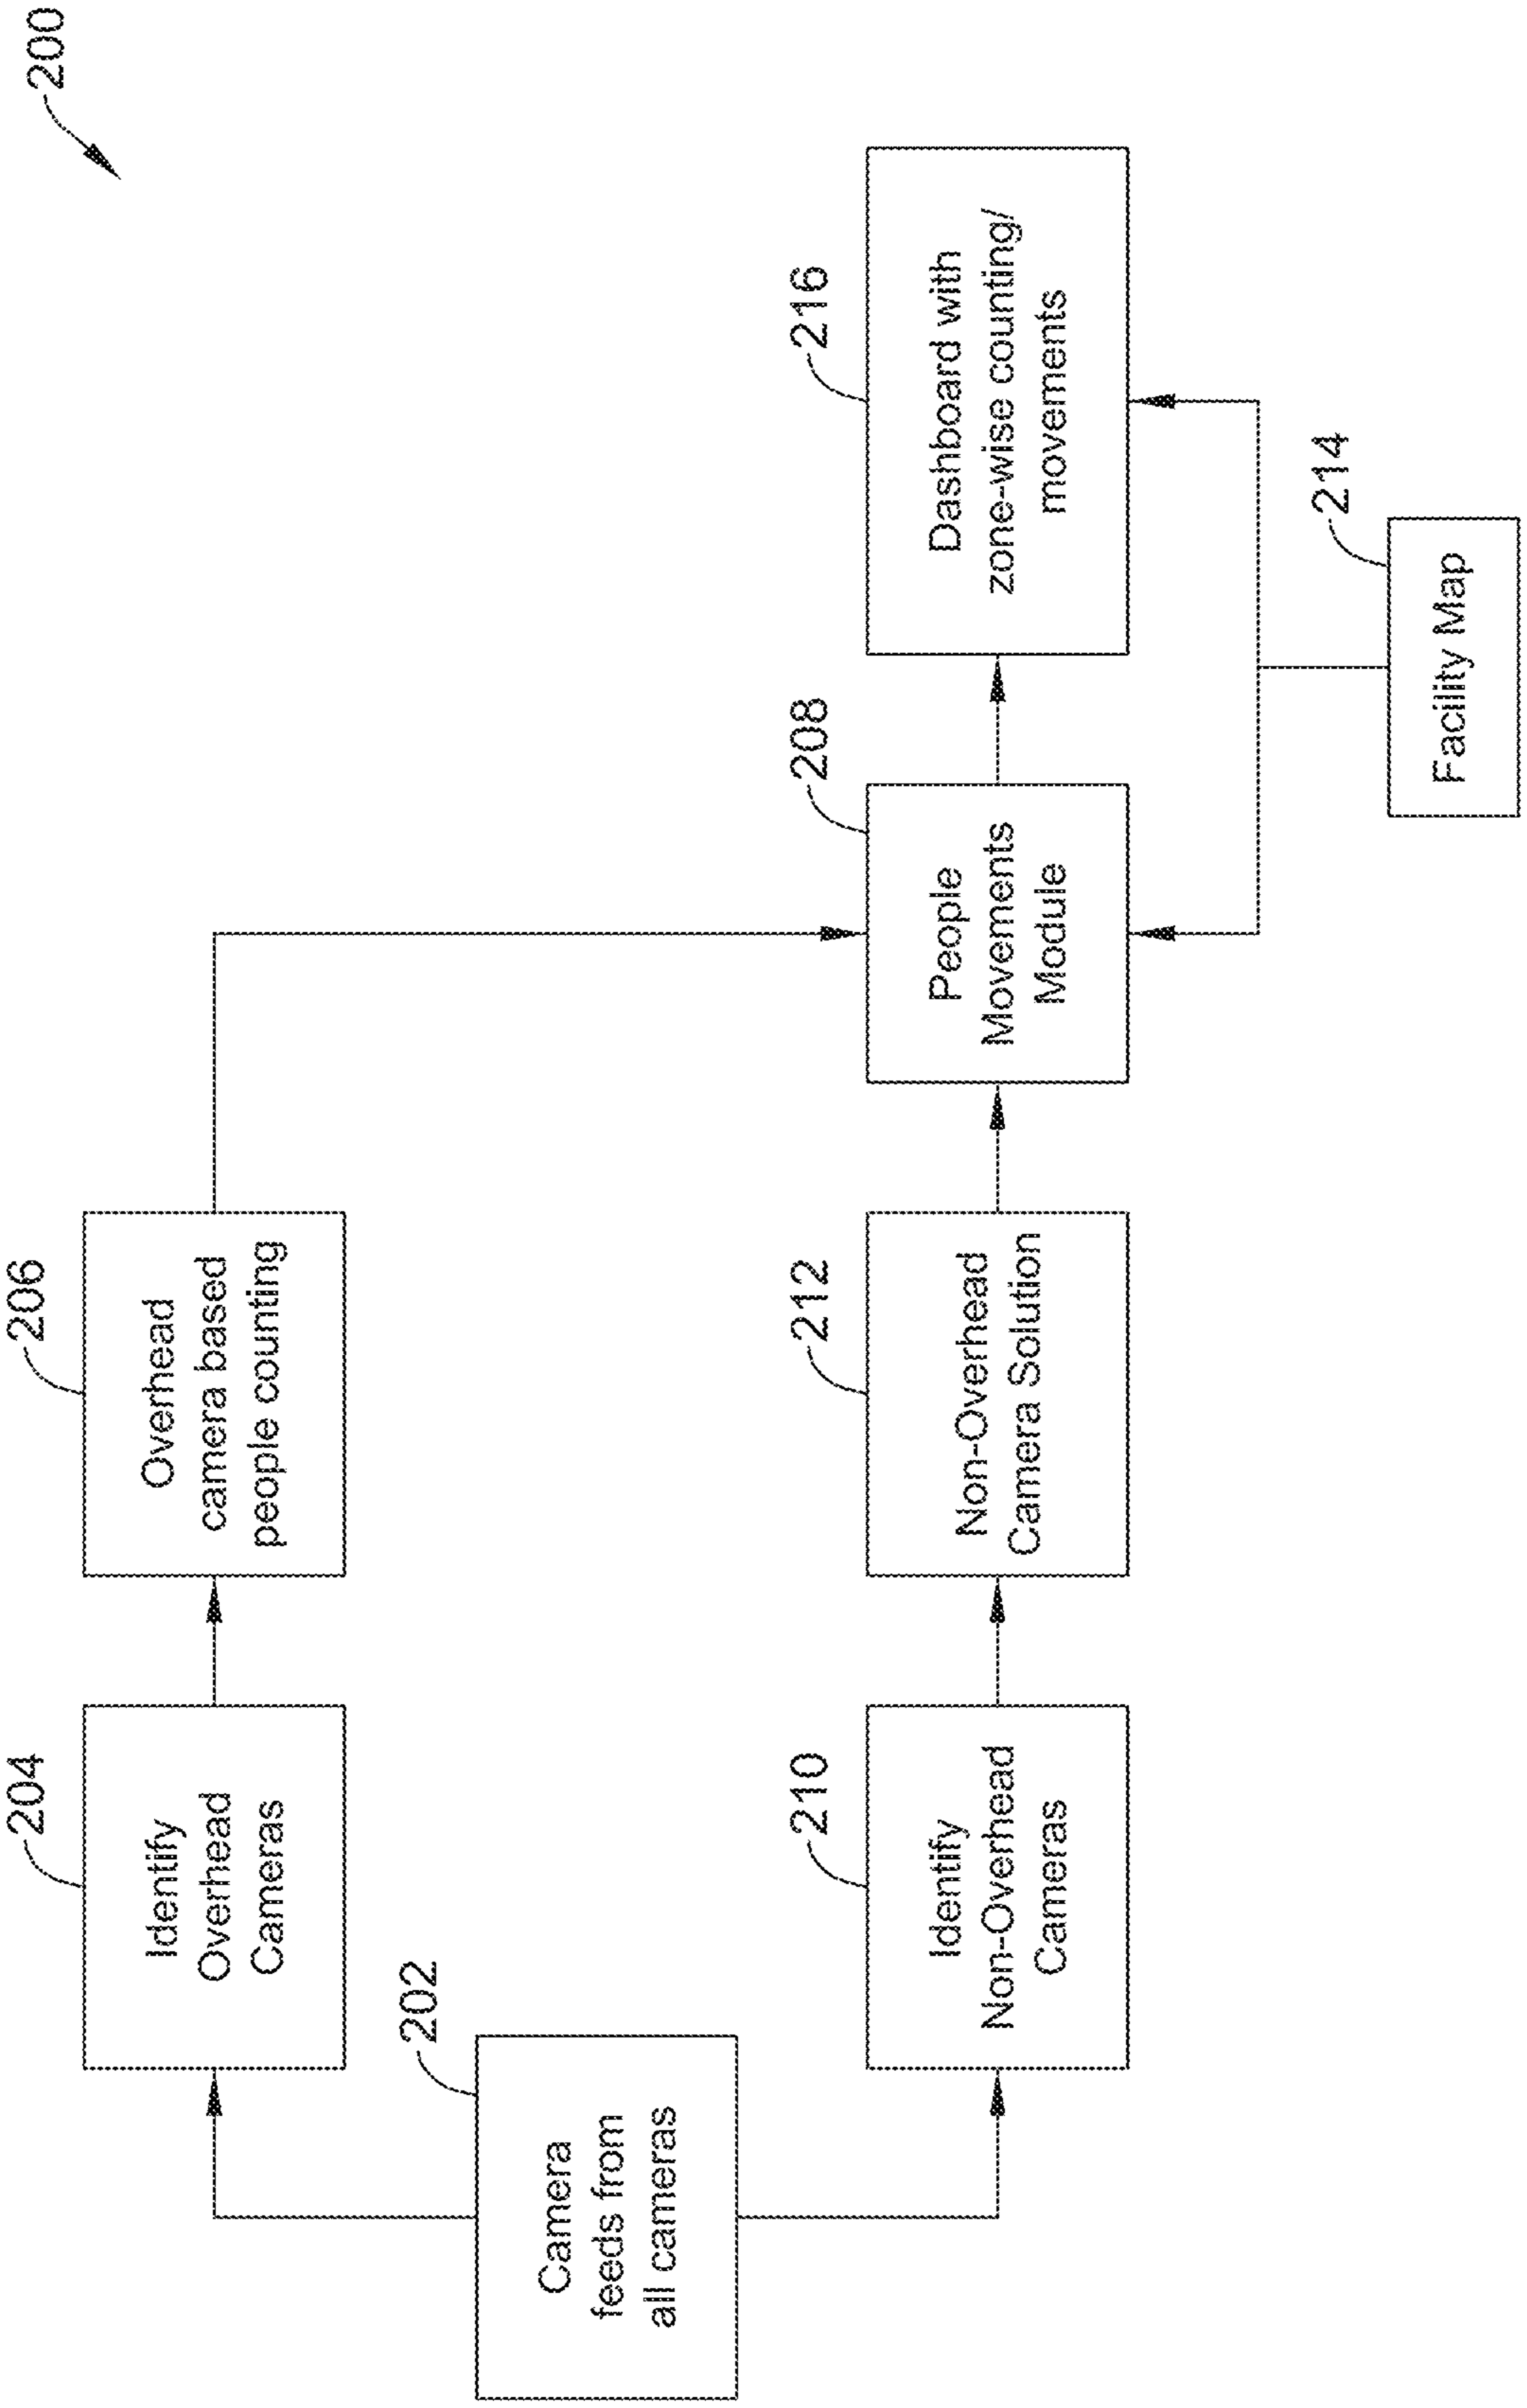 200
204
Identify
Overhead
Cameras
206
Overhead
camera based
people counting
202
Camera
feeds from
all cameras
210
Identify
Non-Overhead
Cameras
212
Non-Overhead
Camera Solution
208
People
Movements
Module
216
Dashboard with
zone-wise counting/
movements
214
Facility Map